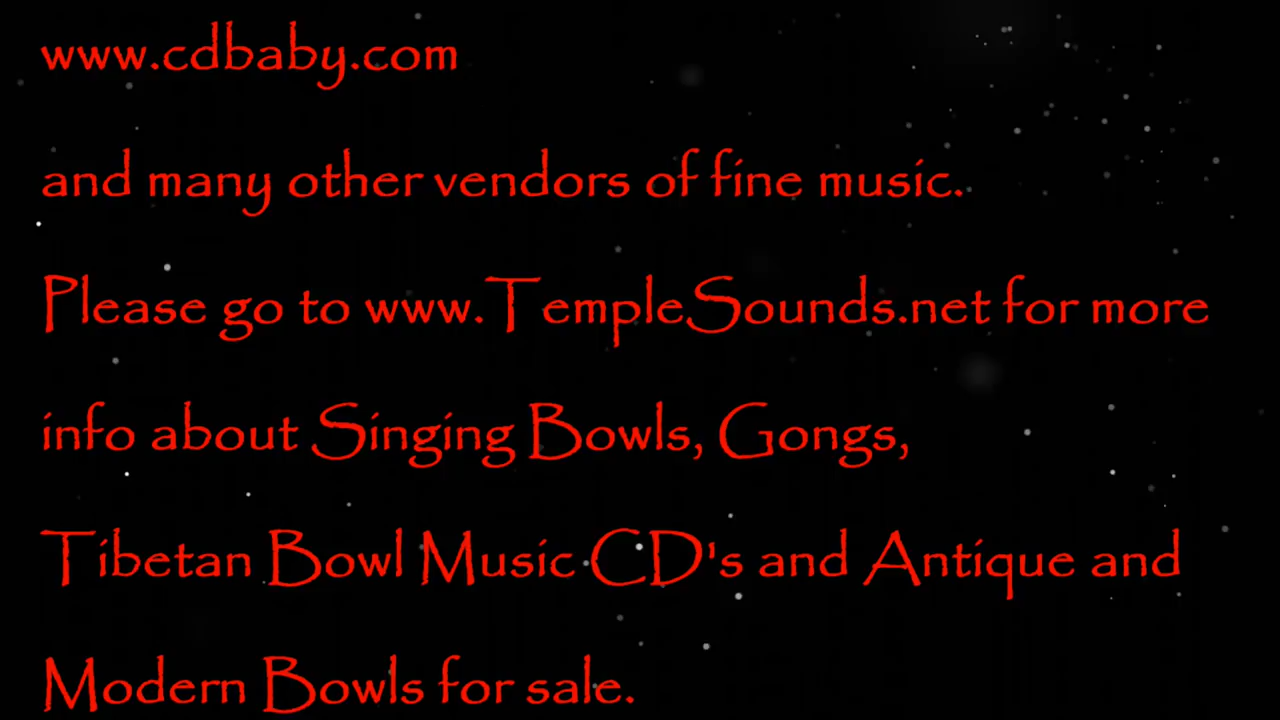 www.cdbaby.com
and many other vendors of fine music.
Please go to www.TempleSounds.net for more
info about Singing Bowls, Gongs,
Tibetan Bowl Music CD's and Antique and
Modern Bowls for sale.